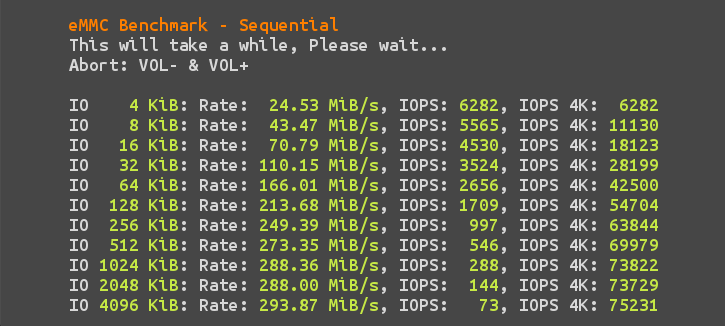 eMMC Benchmark - Sequential
This will take a while, Please wait...
Abort: VOL- & VOL+
IO    4 KiB: Rate:  24.53 MiB/s, IOPS: 6282, IOPS 4K:  6282
IO    8 KiB: Rate:  43.47 MiB/s, IOPS: 5565, IOPS 4K: 11130
IO   16 KiB: Rate:  70.79 MiB/s, IOPS: 4530, IOPS 4K: 18123
IO   32 KiB: Rate: 110.15 MiB/s, IOPS: 3524, IOPS 4K: 28199
IO   64 KiB: Rate: 166.01 MiB/s, IOPS: 2656, IOPS 4K: 42500
IO  128 KiB: Rate: 213.68 MiB/s, IOPS: 1709, IOPS 4K: 54704
IO  256 KiB: Rate: 249.39 MiB/s, IOPS:  997, IOPS 4K: 63844
IO  512 KiB: Rate: 273.35 MiB/s, IOPS:  546, IOPS 4K: 69979
IO 1024 KiB: Rate: 288.36 MiB/s, IOPS:  288, IOPS 4K: 73822
IO 2048 KiB: Rate: 288.00 MiB/s, IOPS:  144, IOPS 4K: 73729
IO 4096 KiB: Rate: 293.87 MiB/s, IOPS:   73, IOPS 4K: 75231